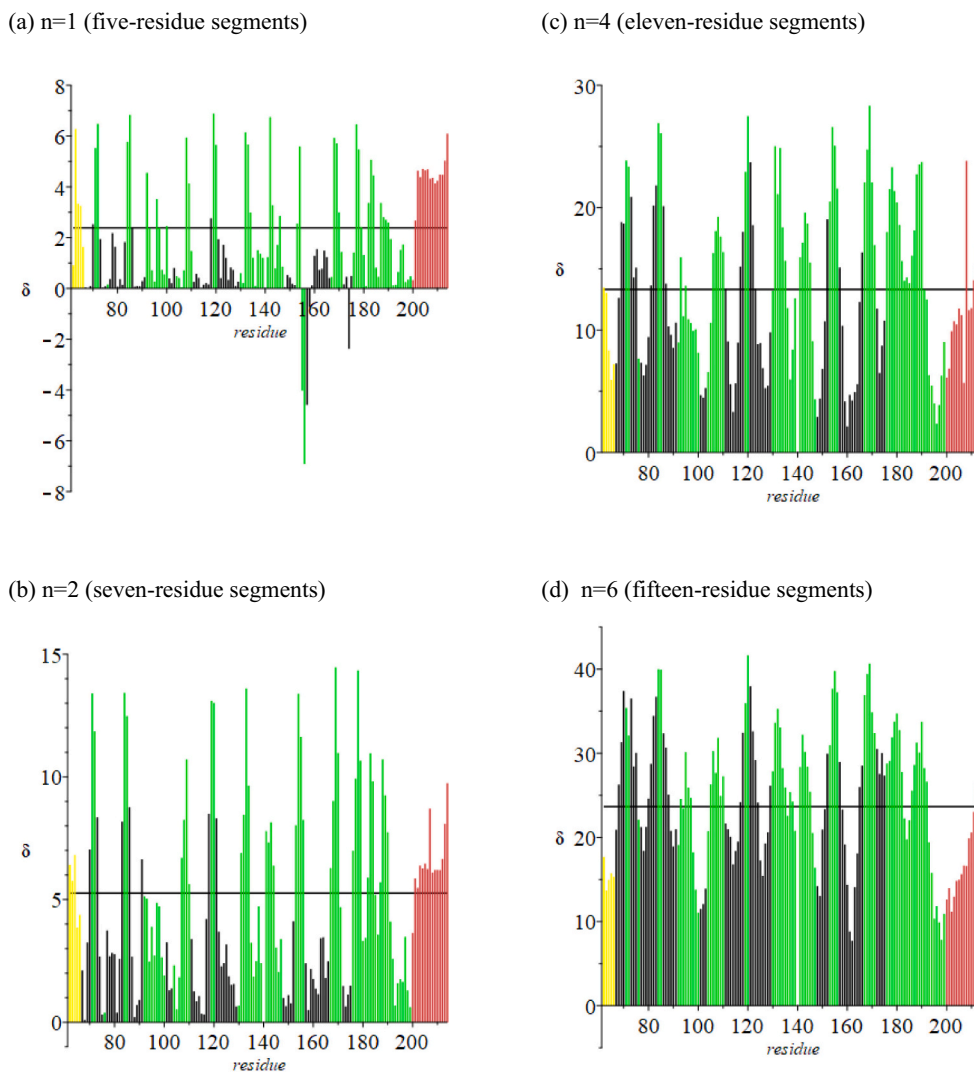 (a) n=1 (five-residue segments)
8
6
4
2
δ
0
−2
−4
−6
−8
80 100 120 140 160 180 200
residue
(b) n=2 (seven-residue segments)
15
10
δ
5
0
80 100 120 140 160 180 200
residue
(c) n=4 (eleven-residue segments)
30
20
δ
10
0
80 100 120 140 160 180 200
residue
(d) n=6 (fifteen-residue segments)
40
30
δ
20
10
0
80 100 120 140 160 180 200
residue